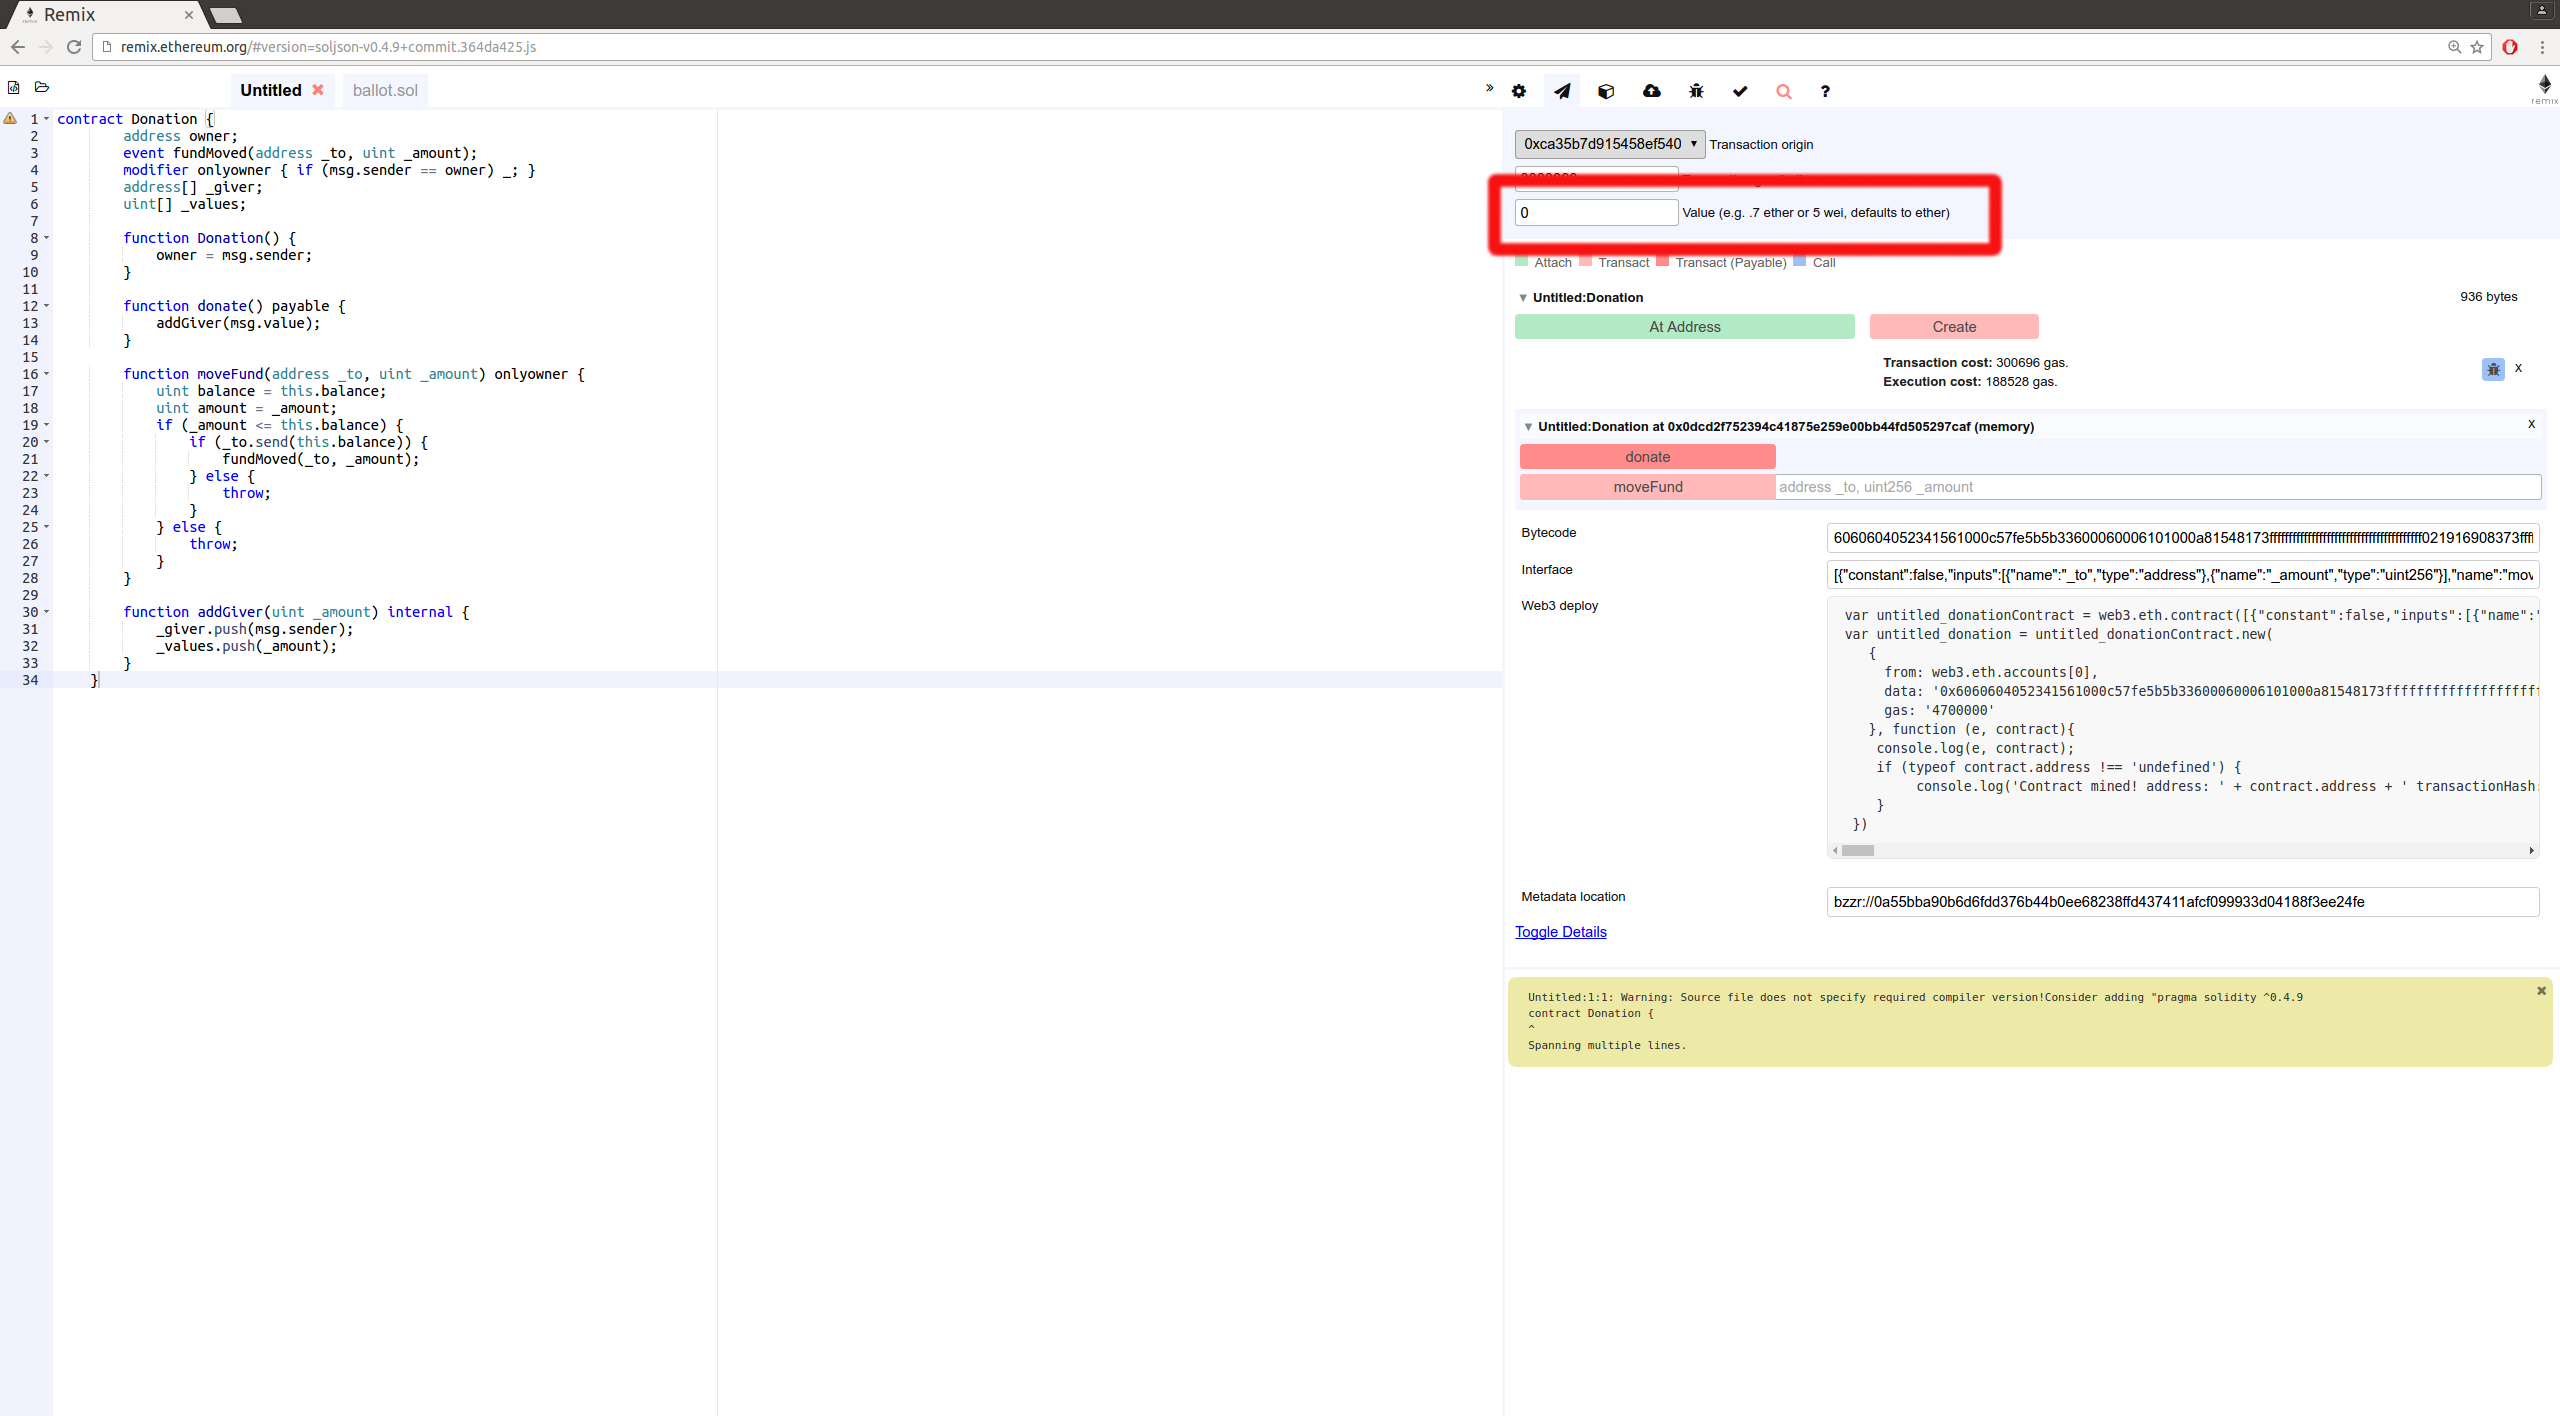 Remix
remix.ethereum.org/#version=soljson-v0.4.9+commit.364da425.js
Untitled ballot.sol
remix
1 contract Donation {
2 address owner;
3 event fundMoved(address _to, uint _amount);
4 modifier onlyowner { if (msg.sender == owner) _; }
5 address[] _giver;
6 uint[] _values;
7
8 function Donation() {
9 owner = msg.sender;
10 }
11
12 function donate() payable {
13 addGiver(msg.value);
14 }
15
16 function moveFund(address _to, uint _amount) onlyowner {
17 uint balance = this.balance;
18 uint amount = _amount;
19 if (_amount <= this.balance) {
20 if (_to.send(this.balance)) {
21 fundMoved(_to, _amount);
22 } else {
23 throw;
24 }
25 } else {
26 throw;
27 }
28 }
29
30 function addGiver(uint _amount) internal {
31 _giver.push(msg.sender);
32 _values.push(_amount);
33 }
34 }
0xca35b7d915458ef540 Transaction origin
0 Value (e.g. .7 ether or 5 wei, defaults to ether)
Attach Transact Transact (Payable) Call
Untitled:Donation 936 bytes
At Address Create
Transaction cost: 300696 gas.
Execution cost: 188528 gas.
x
Untitled:Donation at 0x0dcd2f752394c41875e259e00bb44fd505297caf (memory) x
donate
moveFund address _to, uint256 _amount
Bytecode
Interface [{"constant":false,"inputs":[{"name":"_to","type":"address"},{"name":"_amount","type":"uint256"}],"name":"mov
Web3 deploy
var untitled_donationContract = web3.eth.contract([{"constant":false,"inputs":[{"name":"
var untitled_donation = untitled_donationContract.new(
{
from: web3.eth.accounts[0],
data:
gas: '4700000'
}, function (e, contract){
console.log(e, contract);
if (typeof contract.address !== 'undefined') {
console.log('Contract mined! address: ' + contract.address + ' transactionHash:
}
})
Metadata location bzzr://0a55bba90b6d6fdd376b44b0ee68238ffd437411afcf099933d04188f3ee24fe
Toggle Details
Untitled:1:1: Warning: Source file does not specify required compiler version!Consider adding "pragma solidity ^0.4.9
contract Donation {
^
Spanning multiple lines.